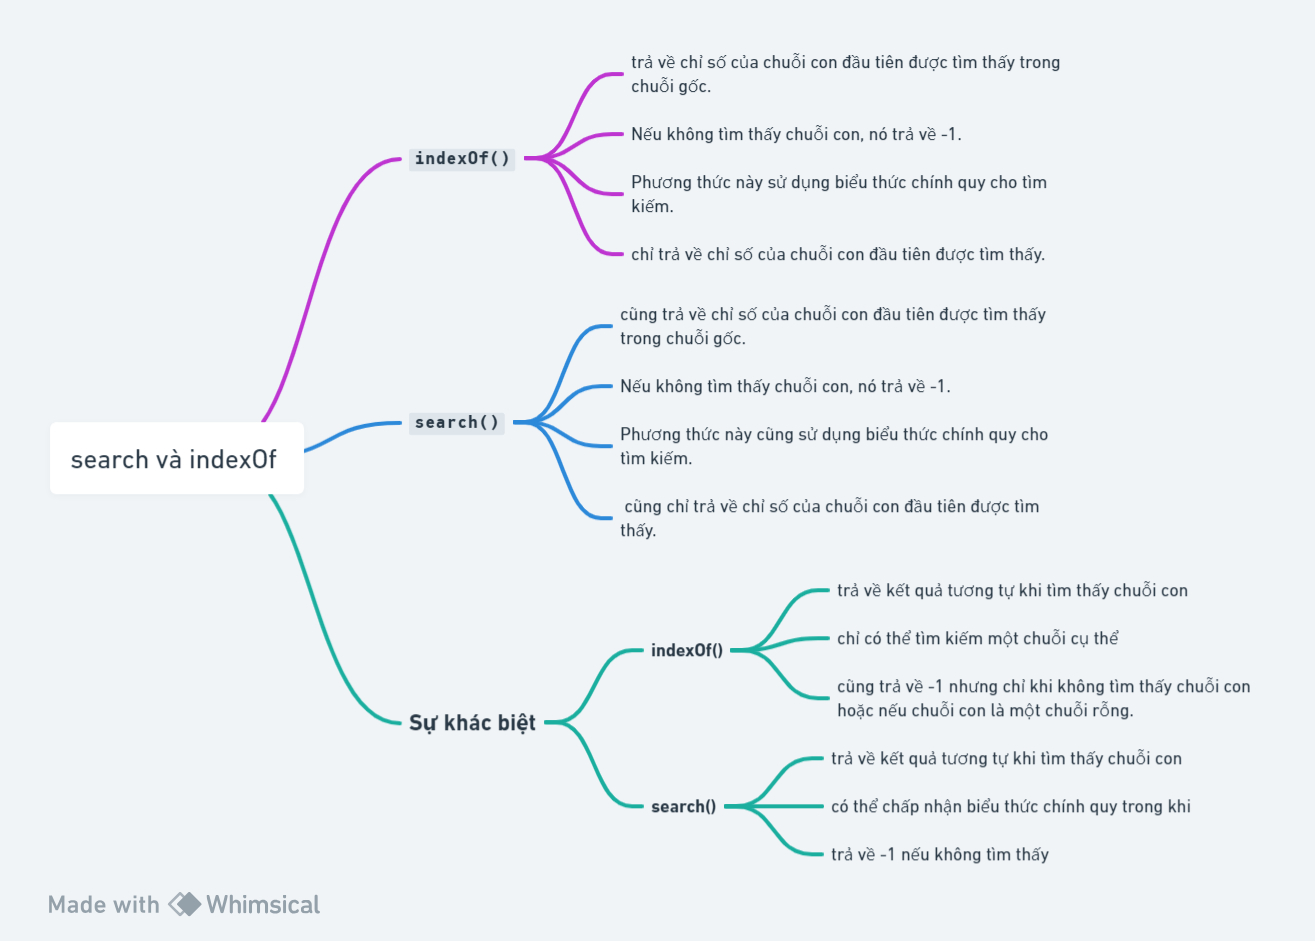 search và indexOf
indexOf()
trả về chỉ số của chuỗi con đầu tiên được tìm thấy trong
chuỗi gốc.
Nếu không tìm thấy chuỗi con, nó trả về -1.
Phương thức này sử dụng biểu thức chính quy cho tìm
kiếm.
chỉ trả về chỉ số của chuỗi con đầu tiên được tìm thấy.
search()
cũng trả về chỉ số của chuỗi con đầu tiên được tìm thấy
trong chuỗi gốc.
Nếu không tìm thấy chuỗi con, nó trả về -1.
Phương thức này cũng sử dụng biểu thức chính quy cho
tìm kiếm.
cũng chỉ trả về chỉ số của chuỗi con đầu tiên được tìm
thấy.
Sự khác biệt
indexOf()
trả về kết quả tương tự khi tìm thấy chuỗi con
chỉ có thể tìm kiếm một chuỗi cụ thể
cũng trả về -1 nhưng chỉ khi không tìm thấy chuỗi con
hoặc nếu chuỗi con là một chuỗi rỗng.
search()
trả về kết quả tương tự khi tìm thấy chuỗi con
có thể chấp nhận biểu thức chính quy trong khi
trả về -1 nếu không tìm thấy
Made with Whimsical